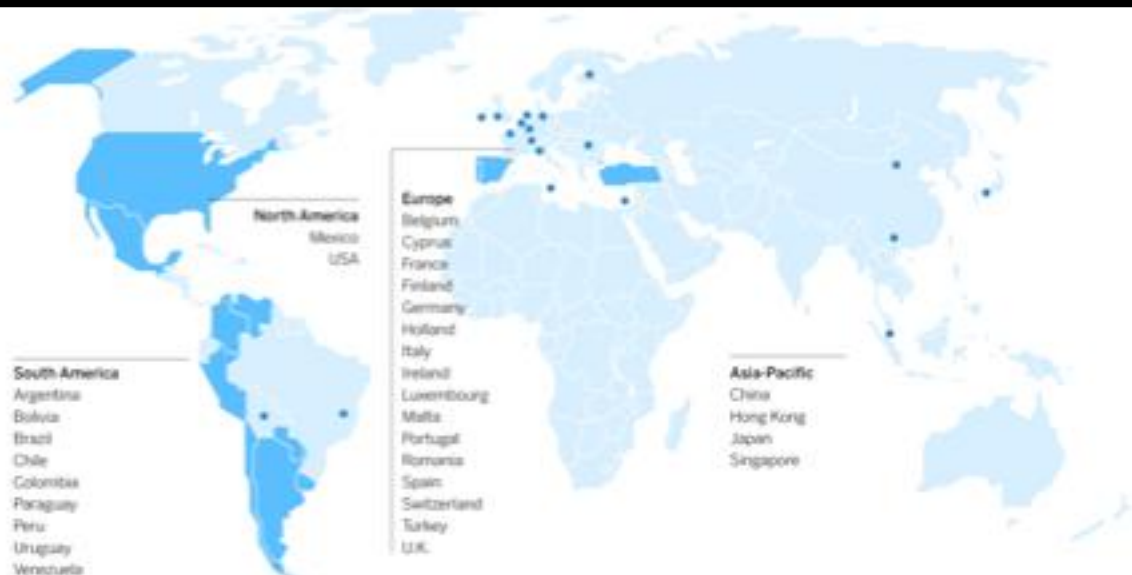 North America
Mexico
USA
South America
Argentina
Bolivia
Brazil
Chile
Colombia
Paraguay
Peru
Uruguay
Venezuela
Europe
Belgium
Cyprus
France
Finland
Germany
Holland
Italy
Ireland
Luxembourg
Malta
Portugal
Romania
Spain
Switzerland
Turkey
U.K.
Asia-Pacific
China
Hong Kong
Japan
Singapore